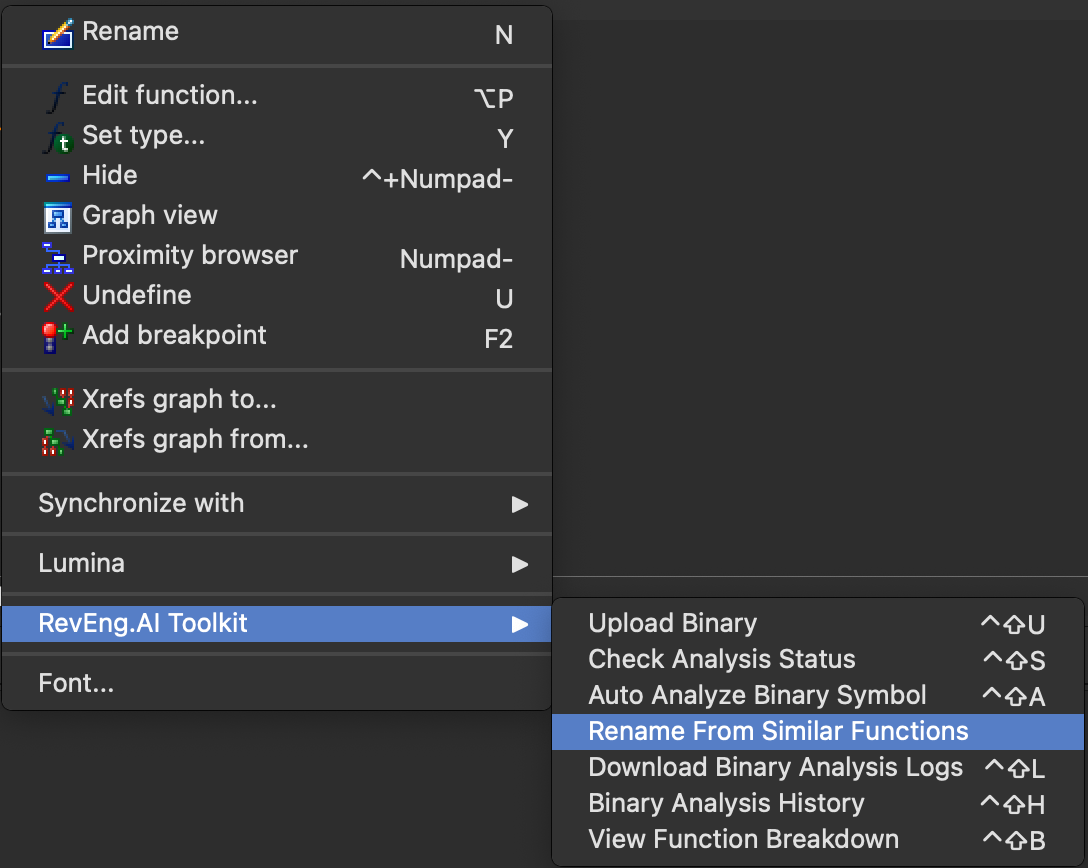 Rename N
Edit function... ⌥P
Set type... Y
Hide ^+Numpad-
Graph view
Proximity browser Numpad-
Undefine U
Add breakpoint F2
Xrefs graph to...
Xrefs graph from...
Synchronize with ▶
Lumina ▶
RevEng.AI Toolkit ▶
Font...
Upload Binary ^⇧U
Check Analysis Status ^⇧S
Auto Analyze Binary Symbol ^⇧A
Rename From Similar Functions
Download Binary Analysis Logs ^⇧L
Binary Analysis History ^⇧H
View Function Breakdown ^⇧B